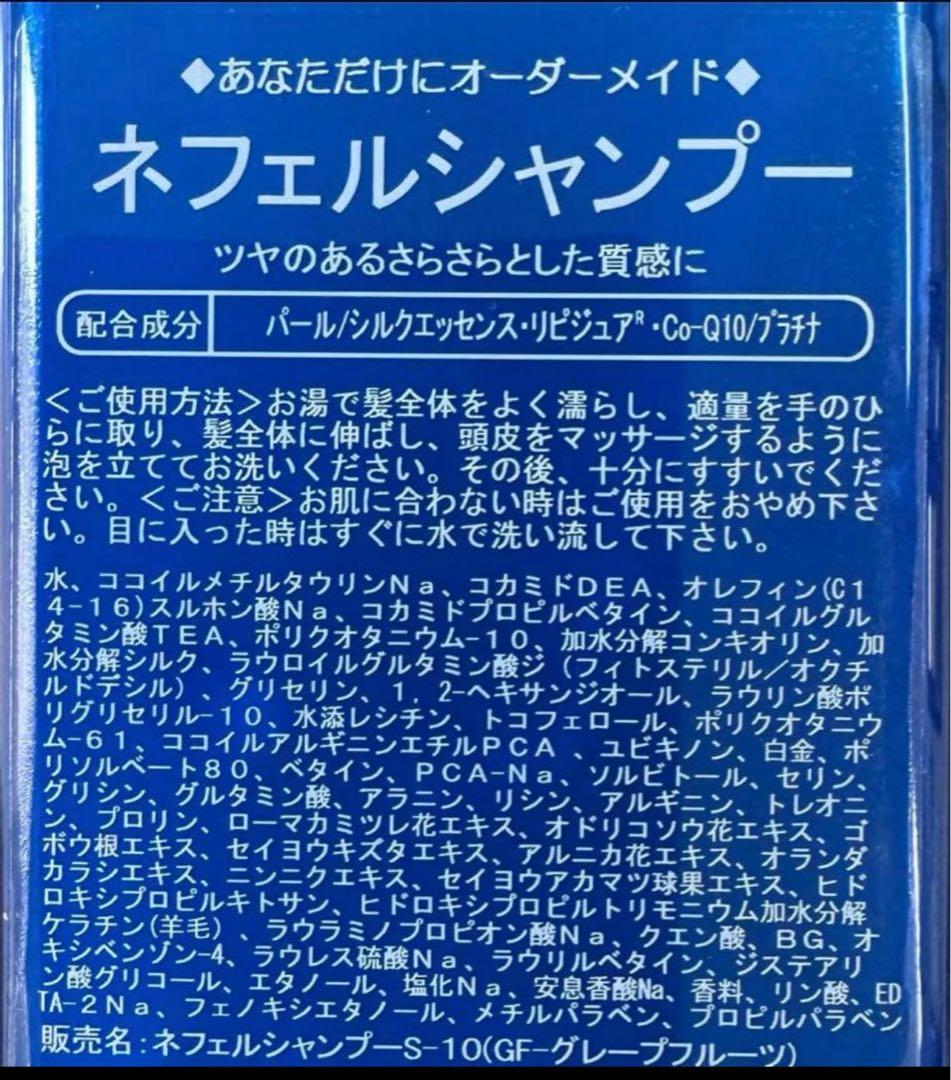 ◆あなただけにオーダーメイド◆
ネフェルシャンプー
ツヤのあるさらさらとした質感に
配合成分 パール/シルクエッセンス・リピジュアR・Co-Q10/プラチナ
＜ご使用方法＞お湯で髪全体をよく濡らし、適量を手のひ
らに取り、髪全体に伸ばし、頭皮をマッサージするように
泡を立ててお洗いください。その後、十分にすすいでくだ
さい。＜ご注意＞お肌に合わない時はご使用をおやめ下さ
い。目に入った時はすぐに水で洗い流して下さい。
水、ココイルメチルタウリンNa、コカミドDEA、オレフィン(C1
4-16)スルホン酸Na、コカミドプロピルベタイン、ココイルグル
タミン酸TEA、ポリクオタニウム-10、加水分解コンキオリン、加
水分解シルク、ラウロイルグルタミン酸ジ（フィトステリル／オクチ
ルドデシル）、グリセリン、1，2-ヘキサンジオール、ラウリン酸ポ
リグリセリル-10、水添レシチン、トコフェロール、ポリクオタニウ
ム-61、ココイルアルギニンエチルPCA、ユビキノン、白金、ポ
リソルベート80、ベタイン、PCA-Na、ソルビトール、セリン、
グリシン、グルタミン酸、アラニン、リシン、アルギニン、トレオニ
ン、プロリン、ローマカミツレ花エキス、オドリコソウ花エキス、ゴ
ボウ根エキス、セイヨウキズタエキス、アルニカ花エキス、オランダ
カラシエキス、ニンニクエキス、セイヨウアカマツ球果エキス、ヒド
ロキシプロピルキトサン、ヒドロキシプロピルトリモニウム加水分解
ケラチン(羊毛）、ラウラミノプロピオン酸Na、クエン酸、BG、オ
キシベンゾン-4、ラウレス硫酸Na、ラウリルベタイン、ジステアリ
ン酸グリコール、エタノール、塩化Na、安息香酸Na、香料、リン酸、ED
TA-2Na、フェノキシエタノール、メチルパラベン、プロピルパラベン
販売名：ネフェルシャンプーS-10(GF-グレープフルーツ)